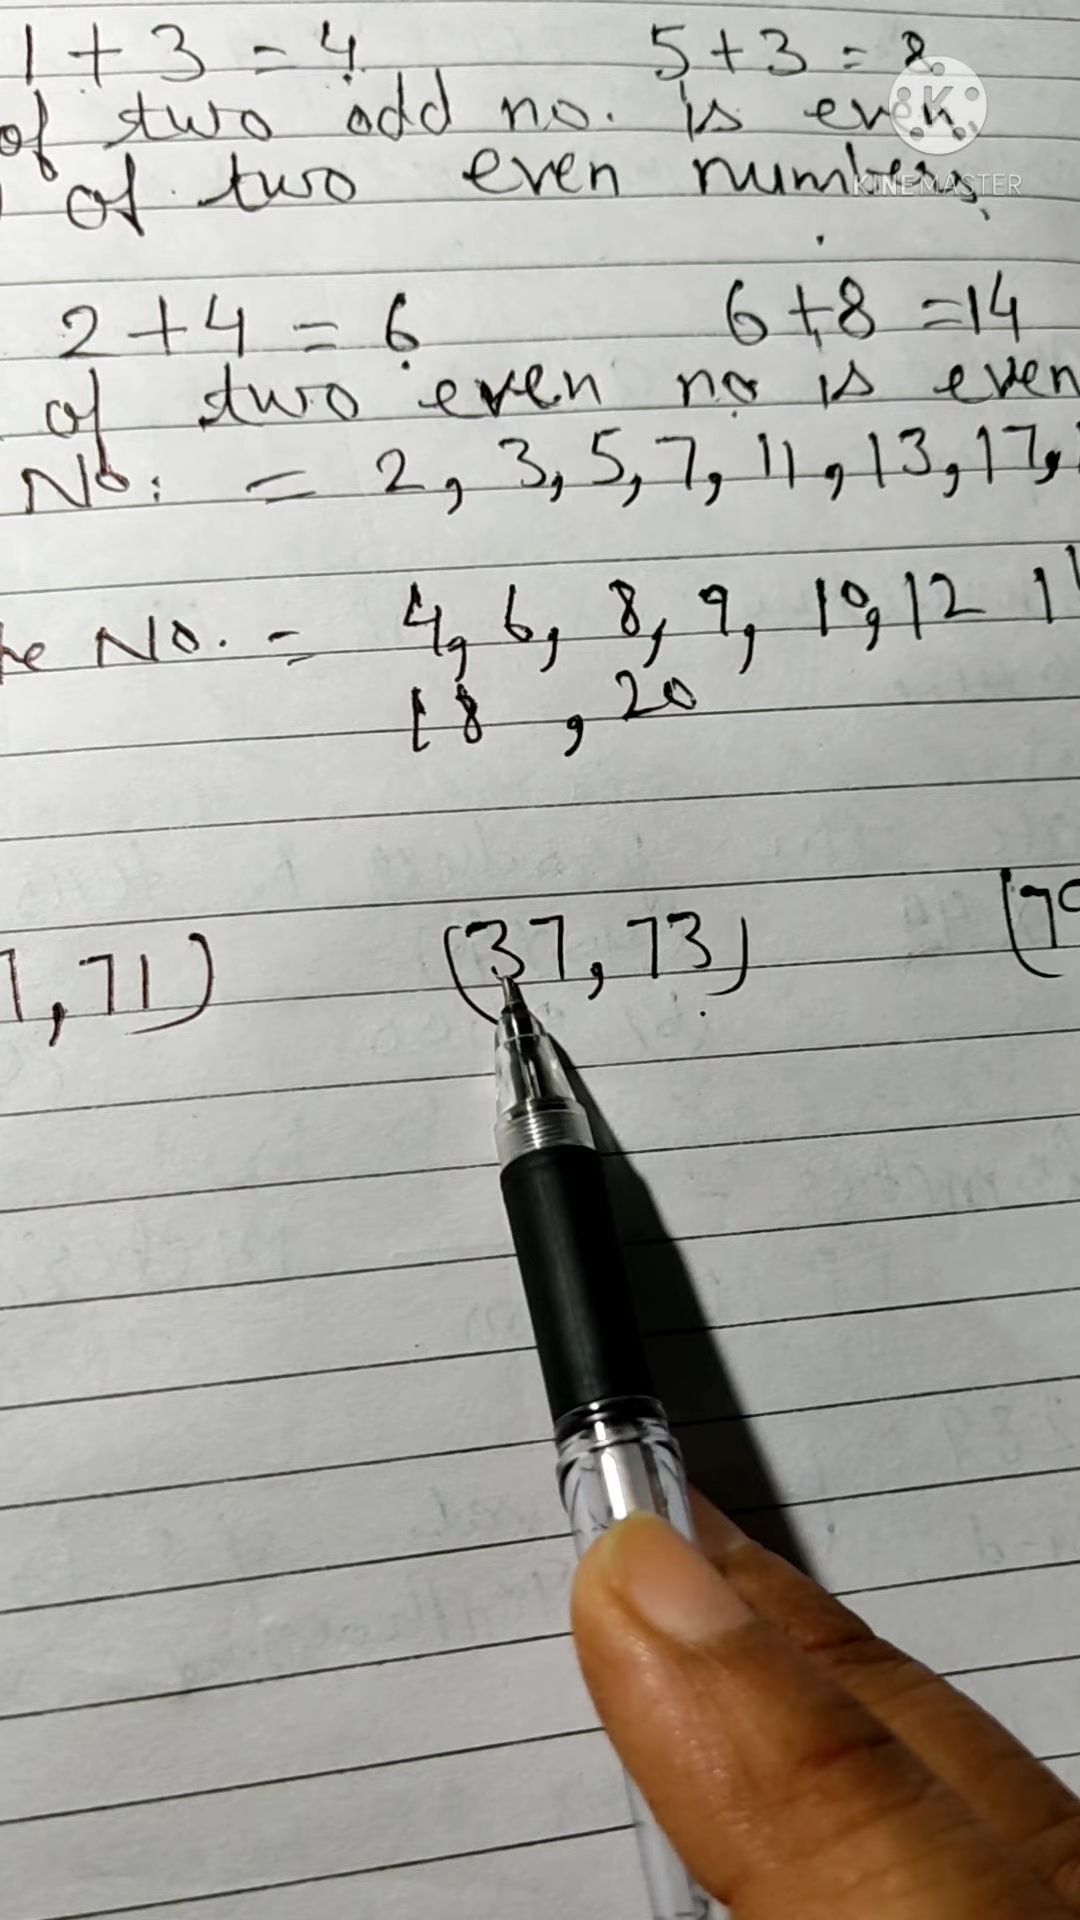 1 + 3 = 4 5 + 3 = 8
of two odd no. is even
of two even numbers.
KINEMASTER
2 + 4 = 6 6 + 8 = 14
of two even no is even
No: = 2, 3, 5, 7, 11, 13, 17,
No. = 4, 6, 8, 9, 10, 12
18, 20
71) (37, 73)